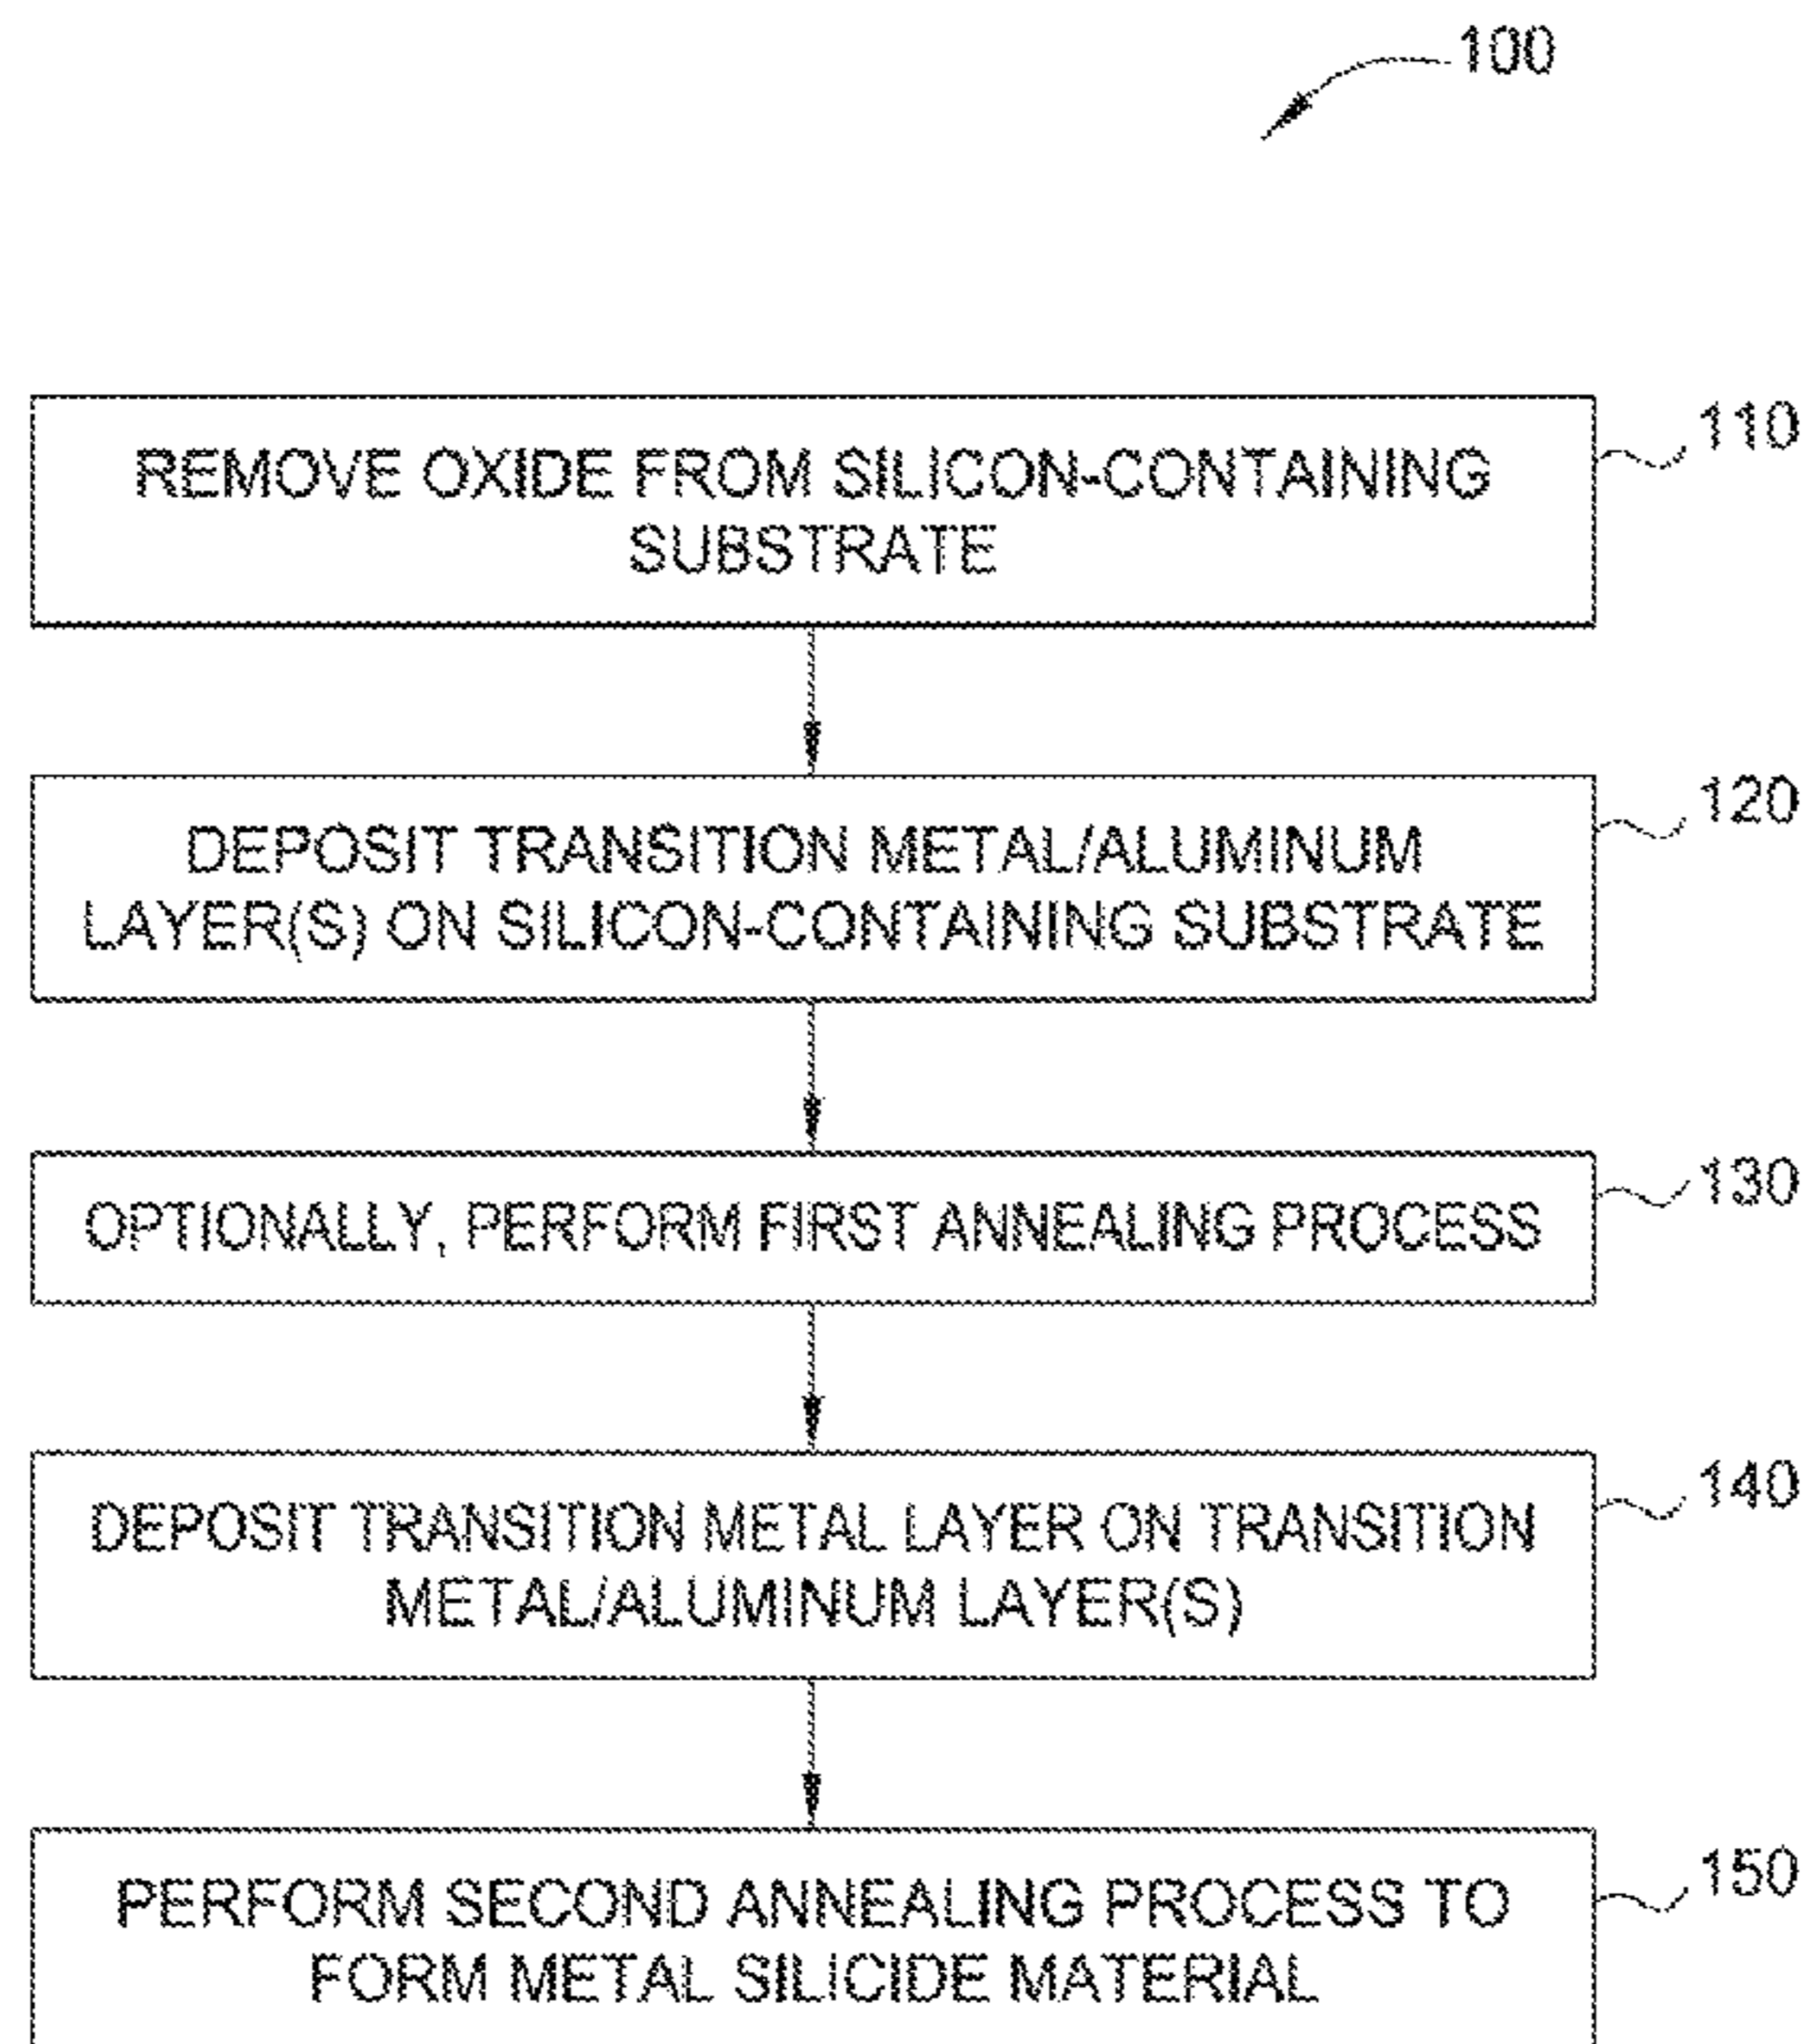 100
REMOVE OXIDE FROM SILICON-CONTAINING
SUBSTRATE
110
DEPOSIT TRANSITION METAL/ALUMINUM
LAYER(S) ON SILICON-CONTAINING SUBSTRATE
120
OPTIONALLY, PERFORM FIRST ANNEALING PROCESS
130
DEPOSIT TRANSITION METAL LAYER ON TRANSITION
METAL/ALUMINUM LAYER(S)
140
PERFORM SECOND ANNEALING PROCESS TO
FORM METAL SILICIDE MATERIAL
150